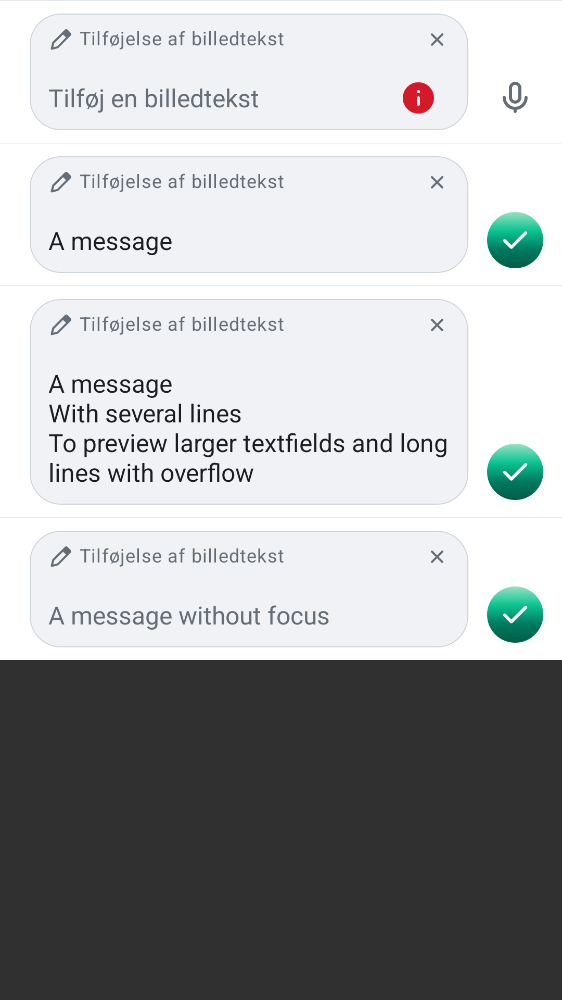 Tilføjelse af billedtekst
Tilføj en billedtekst
Tilføjelse af billedtekst
A message
Tilføjelse af billedtekst
A message
With several lines
To preview larger textfields and long
lines with overflow
Tilføjelse af billedtekst
A message without focus